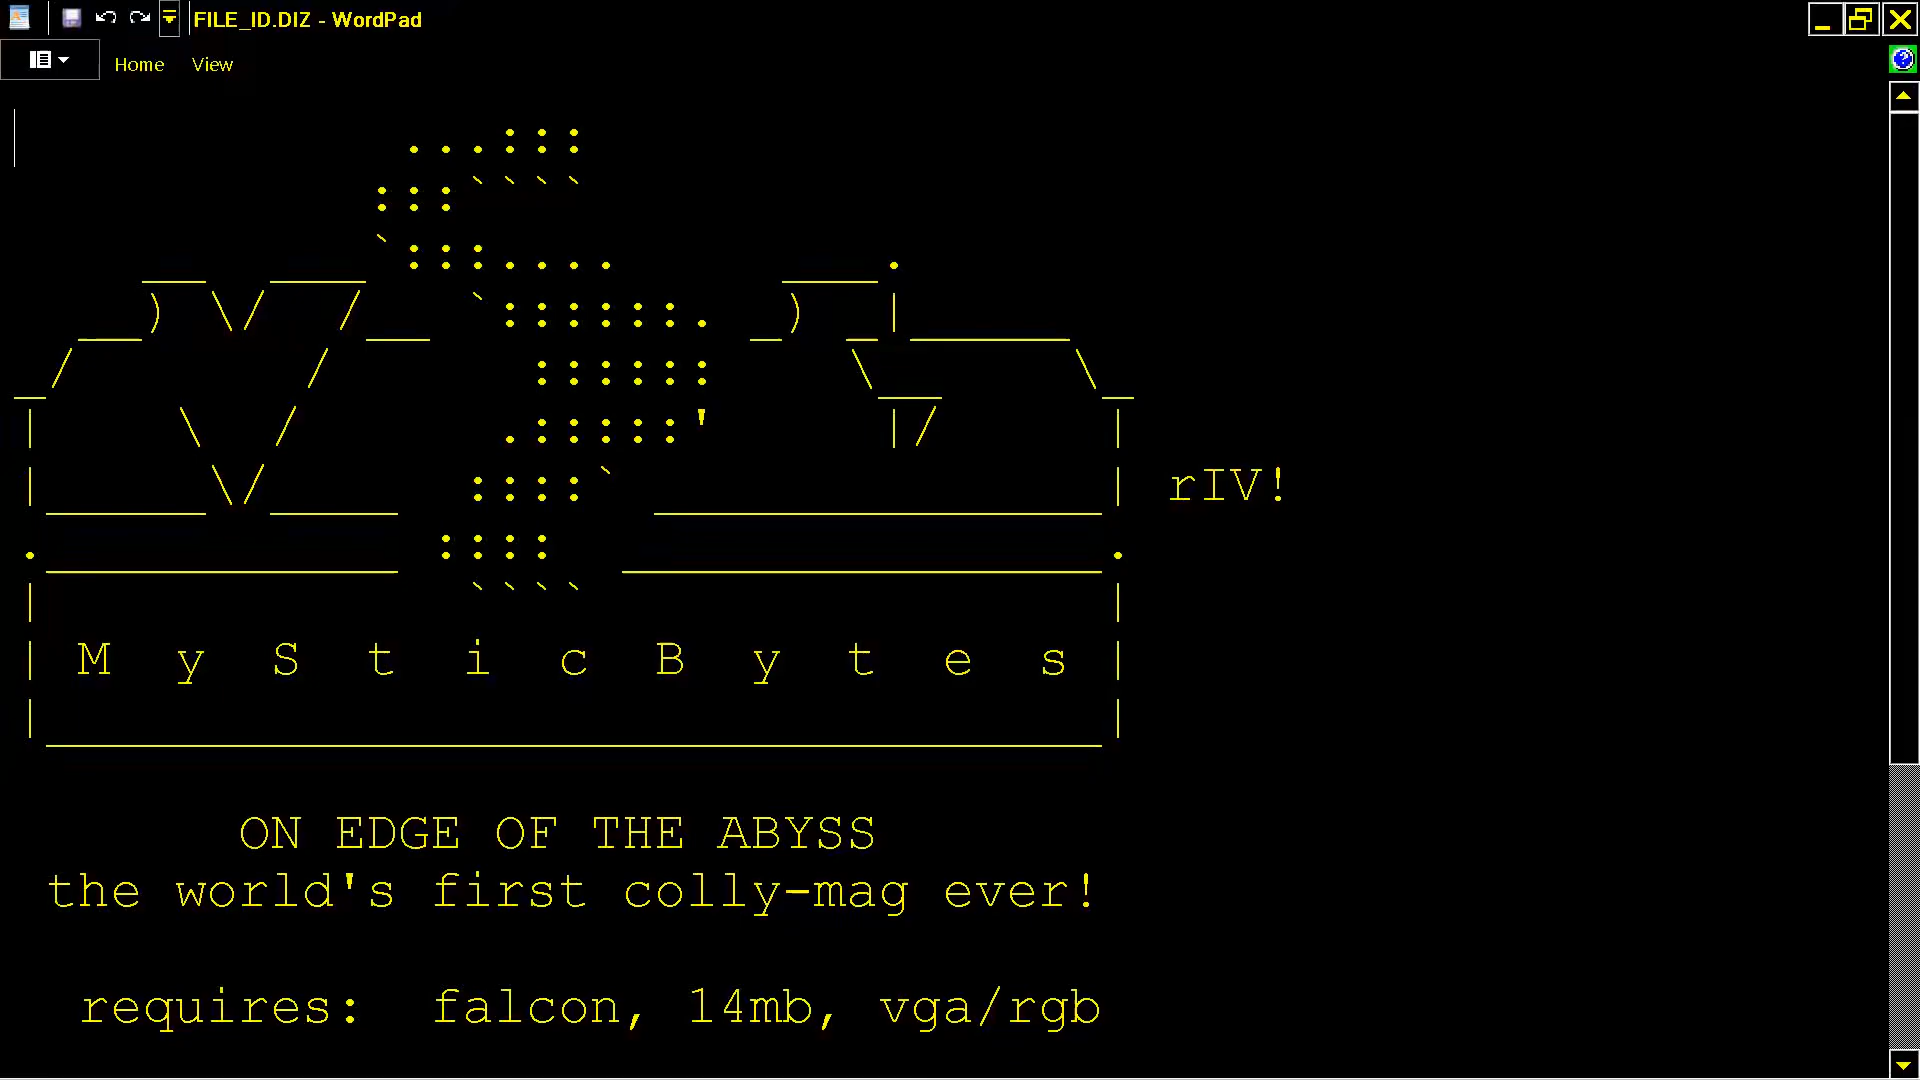 FILE_ID.DIZ - WordPad
Home View
rIV!
M y S t i c B y t e s
ON EDGE OF THE ABYSS
the world's first colly-mag ever!
requires: falcon, 14mb, vga/rgb